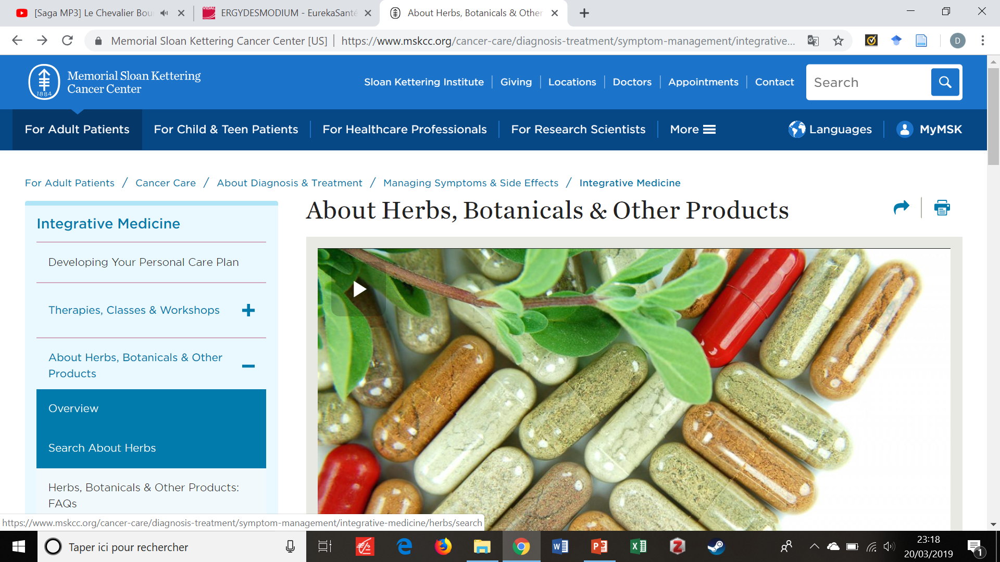 [Saga MP3] Le Chevalier Bou
ERGYDESMODIUM - EurekaSanté
About Herbs, Botanicals & Other
Memorial Sloan Kettering Cancer Center [US]
https://www.mskcc.org/cancer-care/diagnosis-treatment/symptom-management/integrative...
D
Memorial Sloan Kettering
Cancer Center
1884
Sloan Kettering Institute
Giving
Locations
Doctors
Appointments
Contact
Search
For Adult Patients
For Child & Teen Patients
For Healthcare Professionals
For Research Scientists
More
Languages
MyMSK
For Adult Patients / Cancer Care / About Diagnosis & Treatment / Managing Symptoms & Side Effects / Integrative Medicine
Integrative Medicine
Developing Your Personal Care Plan
Therapies, Classes & Workshops
About Herbs, Botanicals & Other
Products
Overview
Search About Herbs
Herbs, Botanicals & Other Products:
FAQs
About Herbs, Botanicals & Other Products
https://www.mskcc.org/cancer-care/diagnosis-treatment/symptom-management/integrative-medicine/herbs/search
Taper ici pour rechercher
23:18
20/03/2019
1